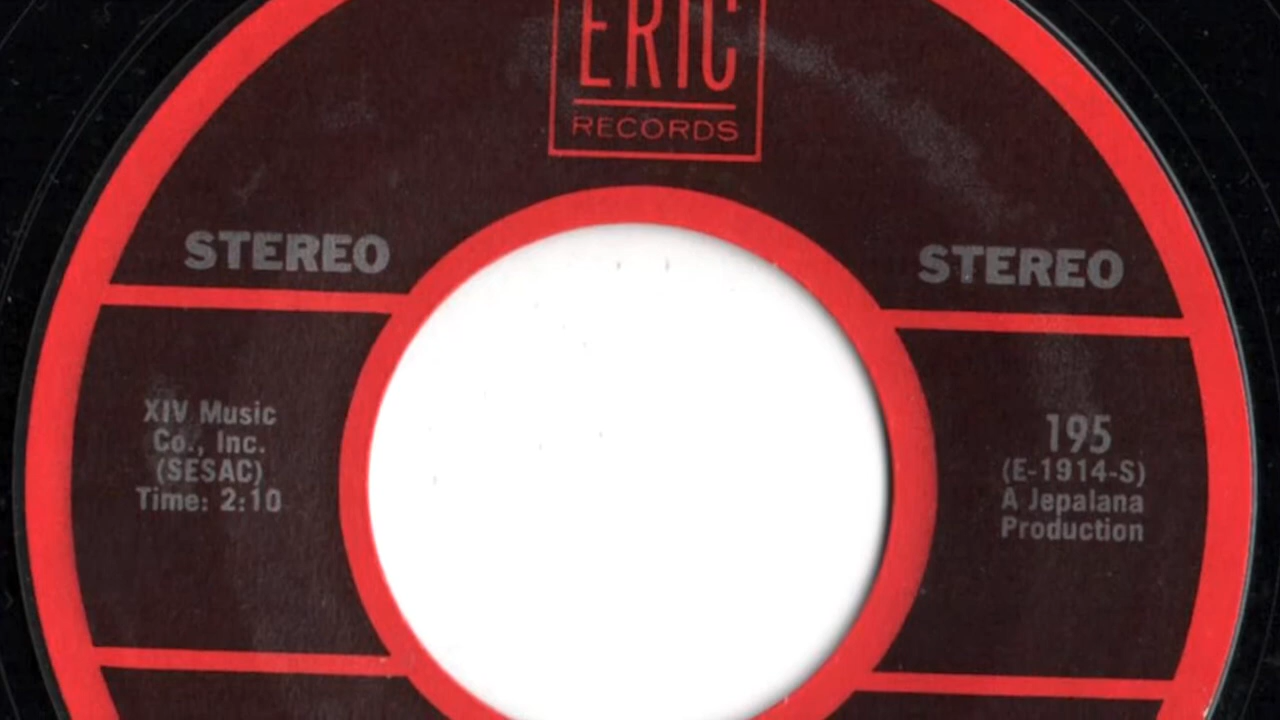 ERIC
RECORDS
STEREO
STEREO
XIV Music
Co., Inc.
(SESAC)
Time: 2:10
195
(E-1914-S)
A Jepalana
Production